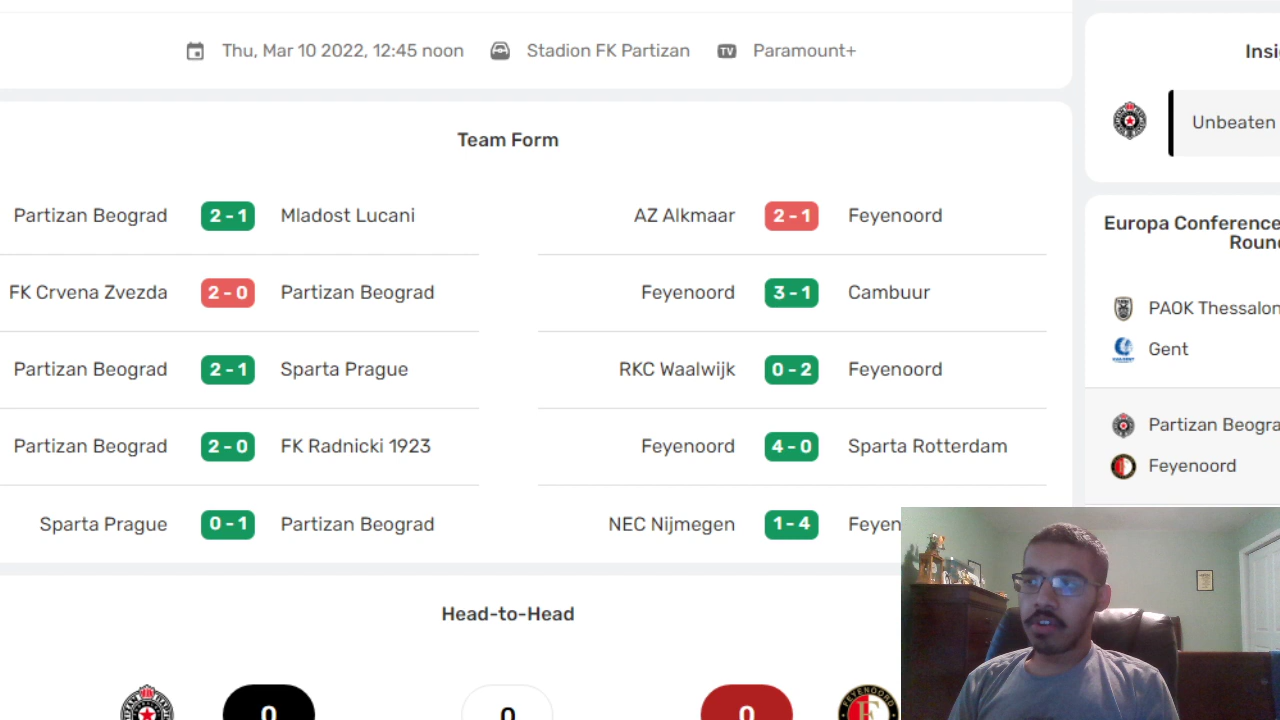 Thu, Mar 10 2022, 12:45 noon Stadion FK Partizan TV Paramount+
Team Form
Partizan Beograd 2 - 1 Mladost Lucani
FK Crvena Zvezda 2 - 0 Partizan Beograd
Partizan Beograd 2 - 1 Sparta Prague
Partizan Beograd 2 - 0 FK Radnicki 1923
Sparta Prague 0 - 1 Partizan Beograd
AZ Alkmaar 2 - 1 Feyenoord
Feyenoord 3 - 1 Cambuur
RKC Waalwijk 0 - 2 Feyenoord
Feyenoord 4 - 0 Sparta Rotterdam
NEC Nijmegen 1 - 4 Feyen
Head-to-Head
0 0 0
FEYENOORD
Insi
Unbeaten
Europa Conference
Roun
PAOK Thessalon
Gent
Partizan Beogra
Feyenoord